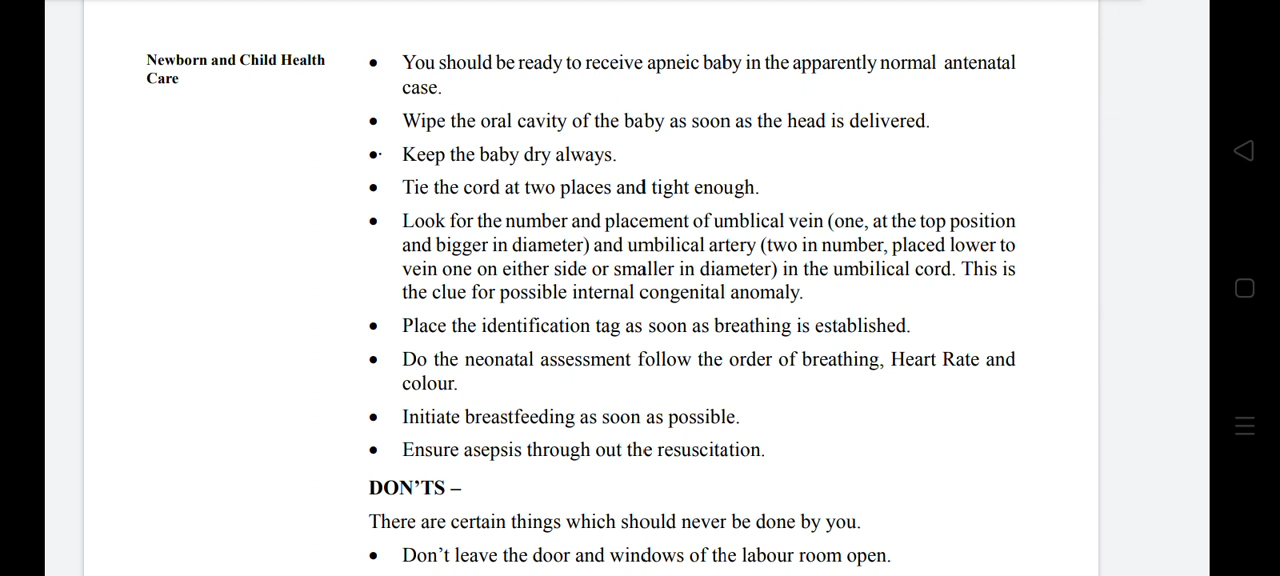 Newborn and Child Health
Care
• You should be ready to receive apneic baby in the apparently normal antenatal
case.
• Wipe the oral cavity of the baby as soon as the head is delivered.
•· Keep the baby dry always.
• Tie the cord at two places and tight enough.
• Look for the number and placement of umblical vein (one, at the top position
and bigger in diameter) and umbilical artery (two in number, placed lower to
vein one on either side or smaller in diameter) in the umbilical cord. This is
the clue for possible internal congenital anomaly.
• Place the identification tag as soon as breathing is established.
• Do the neonatal assessment follow the order of breathing, Heart Rate and
colour.
• Initiate breastfeeding as soon as possible.
• Ensure asepsis through out the resuscitation.
DON'TS –
There are certain things which should never be done by you.
• Don't leave the door and windows of the labour room open.